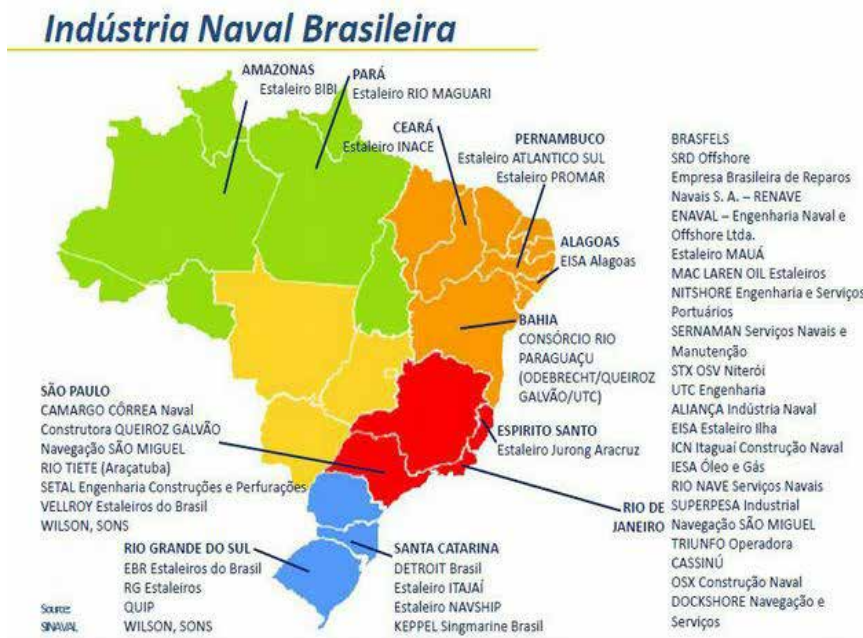 Indústria Naval Brasileira
AMAZONAS
Estaleiro BIBI
PARÁ
Estaleiro RIO MAGUARI
CEARÁ
Estaleiro INACE
PERNAMBUCO
Estaleiro ATLANTICO SUL
Estaleiro PROMAR
ALAGOAS
EISA Alagoas
BAHIA
CONSÓRCIO RIO
PARAGUAÇU
(ODEBRECHT/QUEIROZ
GALVÃO/UTC)
ESPIRITO SANTO
Estaleiro Jurong Aracruz
SÃO PAULO
CAMARGO CÔRREA Naval
Construtora QUEIROZ GALVÃO
Navegação SÃO MIGUEL
RIO TIETE (Araçatuba)
SETAL Engenharia Construções e Perfurações
VELLROY Estaleiros do Brasil
WILSON, SONS
RIO GRANDE DO SUL
EBR Estaleiros do Brasil
RG Estaleiros
QUIP
WILSON, SONS
SANTA CATARINA
DETROIT Brasil
Estaleiro ITAJAÍ
Estaleiro NAVSHIP
KEPPEL Singmarine Brasil
RIO DE
JANEIRO
BRASFELS
SRD Offshore
Empresa Brasileira de Reparos
Navais S. A. – RENAVE
ENAVAL – Engenharia Naval e
Offshore Ltda.
Estaleiro MAUÁ
MAC LAREN OIL Estaleiros
NITSHORE Engenharia e Serviços
Portuários
SERNAMAN Serviços Navais e
Manutenção
STX OSV Niterói
UTC Engenharia
ALIANÇA Indústria Naval
EISA Estaleiro Ilha
ICN Itaguaí Construção Naval
IESA Óleo e Gás
RIO NAVE Serviços Navais
SUPERPESA Industrial
Navegação SÃO MIGUEL
TRIUNFO Operadora
CASSINÚ
OSX Construção Naval
DOCKSHORE Navegação e
Serviços
Source:
SINAVAL